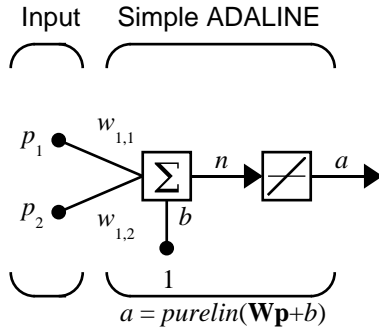 Input Simple ADALINE
p₁ w₁,₁
Σ n a
p₂ w₁,₂ b
1
a = purelin(Wp+b)